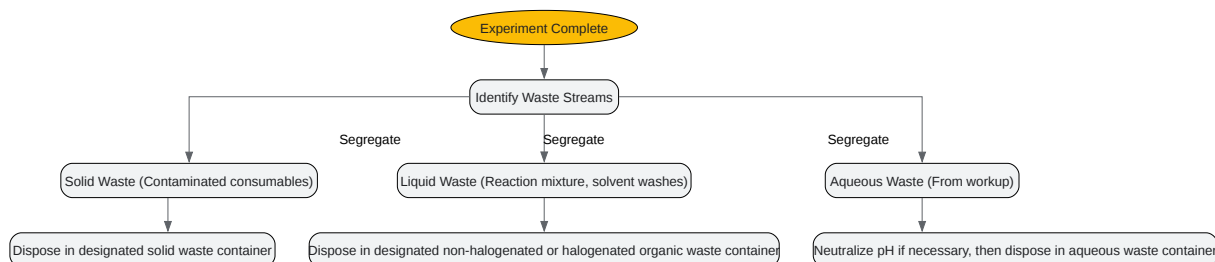 Experiment Complete
Identify Waste Streams
Segregate
Segregate
Segregate
Solid Waste (Contaminated consumables)
Liquid Waste (Reaction mixture, solvent washes)
Aqueous Waste (From workup)
Dispose in designated solid waste container
Dispose in designated non-halogenated or halogenated organic waste container
Neutralize pH if necessary, then dispose in aqueous waste container